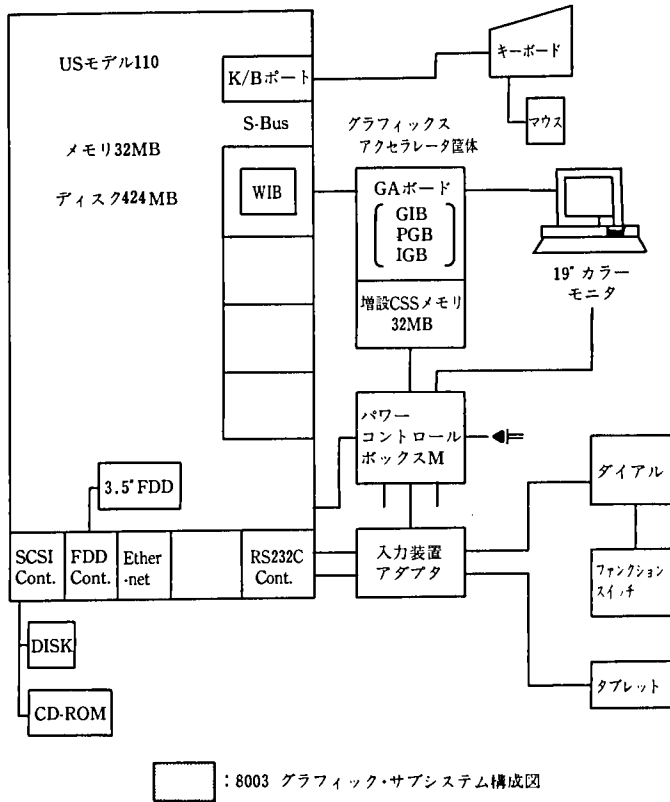 USモデル110
K/Bポート
キーボード
マウス
S-Bus
メモリ32MB
ディスク424MB
WIB
グラフィックス
アクセラレータ筐体
GAボード
GIB
PGB
IGB
増設CSSメモリ
32MB
19"カラー
モニタ
パワー
コントロール
ボックスM
3.5"FDD
SCSI
Cont.
FDD
Cont.
Ether
-net
RS232C
Cont.
入力装置
アダプタ
ダイアル
ファンクション
スイッチ
タブレット
DISK
CD-ROM
：8003 グラフィック・サブシステム構成図